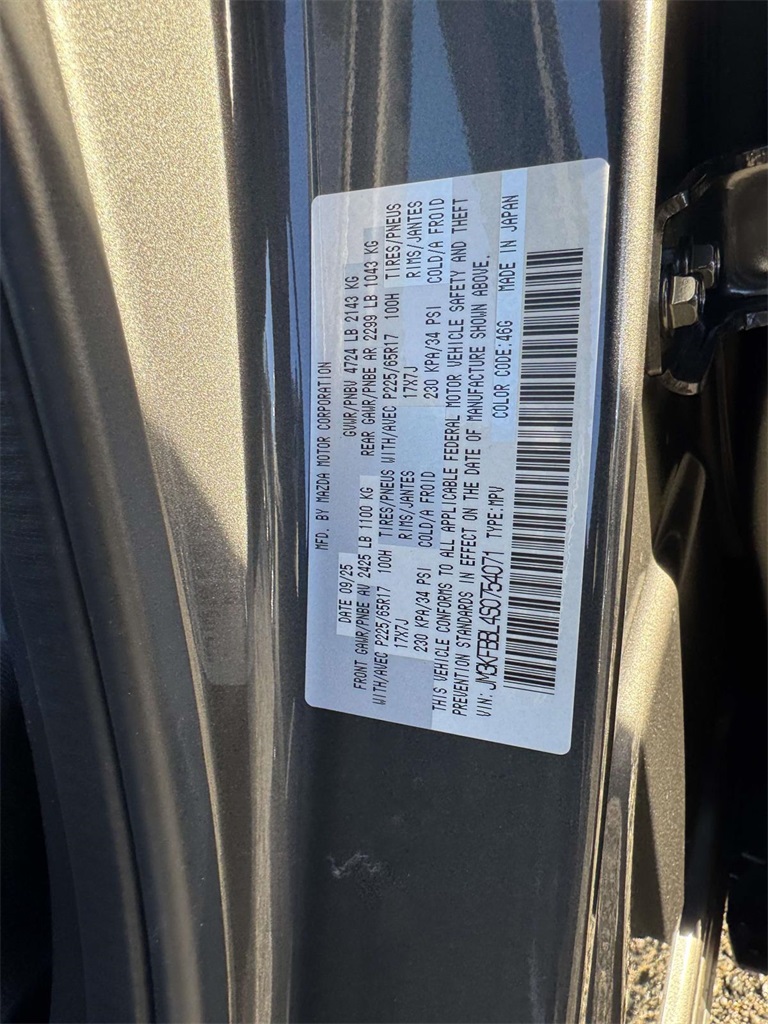 MFD. BY MAZDA MOTOR CORPORATION
DATE 09/25 GVWR/PNBV 4724 LB 2143 KG
FRONT GAWR/PNBE AV 2425 LB 1100 KG REAR GAWR/PNBE AR 2299 LB 1043 KG
WITH/AVEC P225/65R17 100H TIRES/PNEUS WITH/AVEC P225/65R17 100H TIRES/PNEUS
17X7J RIMS/JANTES 17X7J RIMS/JANTES
230 KPA/34 PSI COLD/A FROID 230 KPA/34 PSI COLD/A FROID
THIS VEHICLE CONFORMS TO ALL APPLICABLE FEDERAL MOTOR VEHICLE SAFETY AND THEFT
PREVENTION STANDARDS IN EFFECT ON THE DATE OF MANUFACTURE SHOWN ABOVE.
VIN: JM3KFBBL4S0754071 TYPE:MPV COLOR CODE:46G MADE IN JAPAN